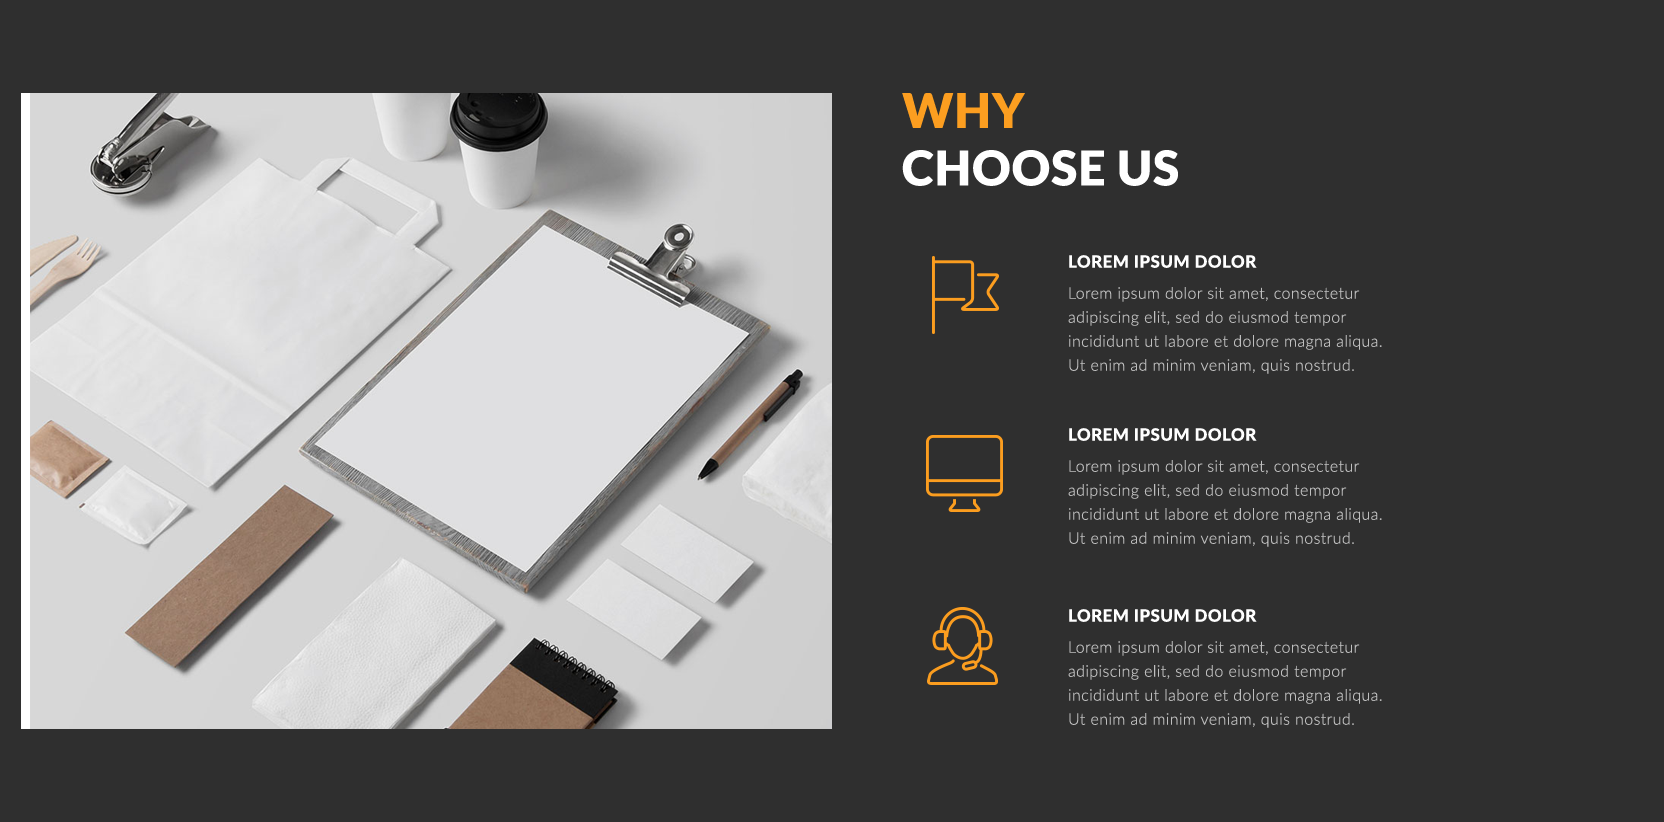 WHY
CHOOSE US
LOREM IPSUM DOLOR
Lorem ipsum dolor sit amet, consectetur
adipiscing elit, sed do eiusmod tempor
incididunt ut labore et dolore magna aliqua.
Ut enim ad minim veniam, quis nostrud.
LOREM IPSUM DOLOR
Lorem ipsum dolor sit amet, consectetur
adipiscing elit, sed do eiusmod tempor
incididunt ut labore et dolore magna aliqua.
Ut enim ad minim veniam, quis nostrud.
LOREM IPSUM DOLOR
Lorem ipsum dolor sit amet, consectetur
adipiscing elit, sed do eiusmod tempor
incididunt ut labore et dolore magna aliqua.
Ut enim ad minim veniam, quis nostrud.